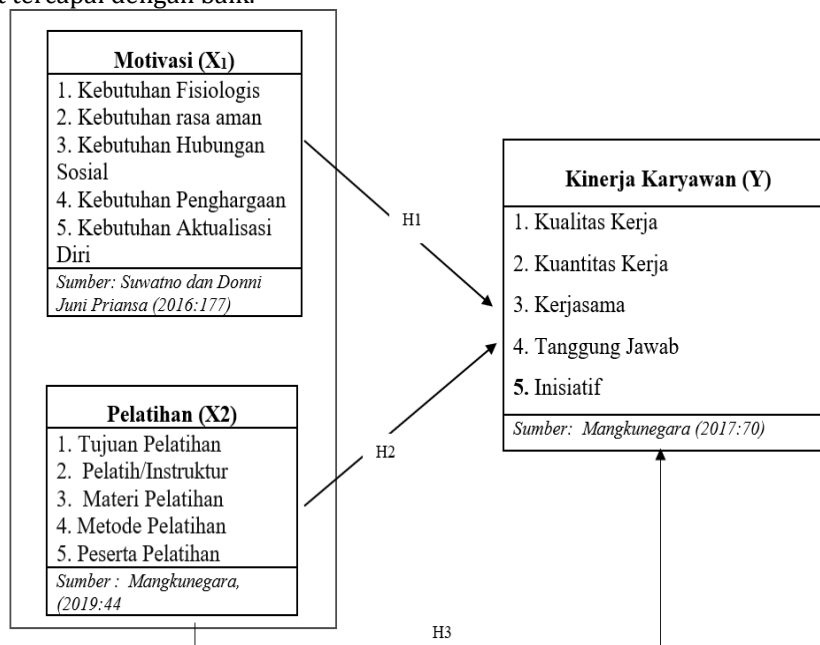 t tercapai dengan baik.
Motivasi (X1)
1. Kebutuhan Fisiologis
2. Kebutuhan rasa aman
3. Kebutuhan Hubungan
Sosial
4. Kebutuhan Penghargaan
5. Kebutuhan Aktualisasi
Diri
Sumber: Suwatno dan Donni
Juni Priansa (2016:177)
H1
Kinerja Karyawan (Y)
1. Kualitas Kerja
2. Kuantitas Kerja
3. Kerjasama
4. Tanggung Jawab
5. Inisiatif
Sumber: Mangkunegara (2017:70)
Pelatihan (X2)
1. Tujuan Pelatihan
2. Pelatih/Instruktur
3. Materi Pelatihan
4. Metode Pelatihan
5. Peserta Pelatihan
Sumber : Mangkunegara,
(2019:44
H2
H3